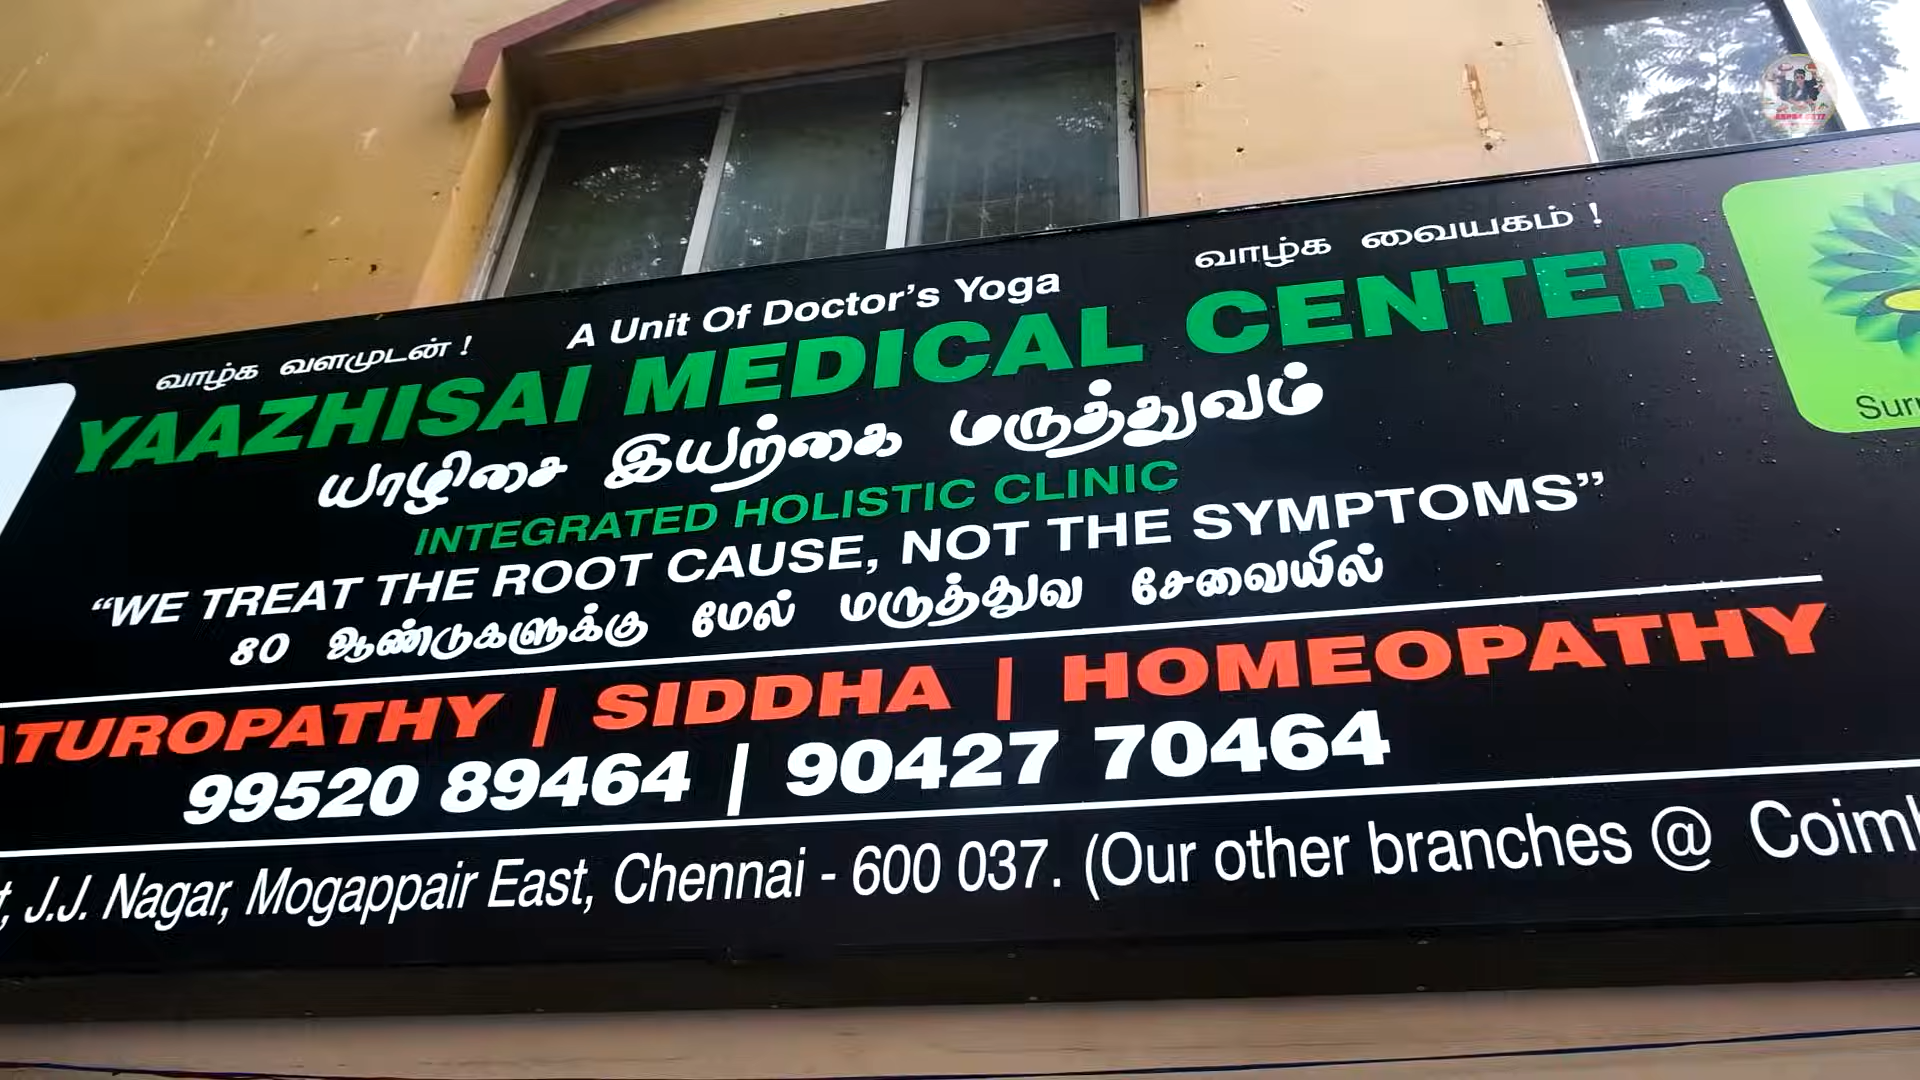 வாழ்க வளமுடன் !
A Unit Of Doctor's Yoga
வாழ்க வையகம் !
YAAZHISAI MEDICAL CENTER
யாழிசை இயற்கை மருத்துவம்
INTEGRATED HOLISTIC CLINIC
“WE TREAT THE ROOT CAUSE, NOT THE SYMPTOMS”
80 ஆண்டுகளுக்கு மேல் மருத்துவ சேவையில்
ATUROPATHY | SIDDHA | HOMEOPATHY
99520 89464 | 90427 70464
J.J. Nagar, Mogappair East, Chennai - 600 037. (Our other branches @